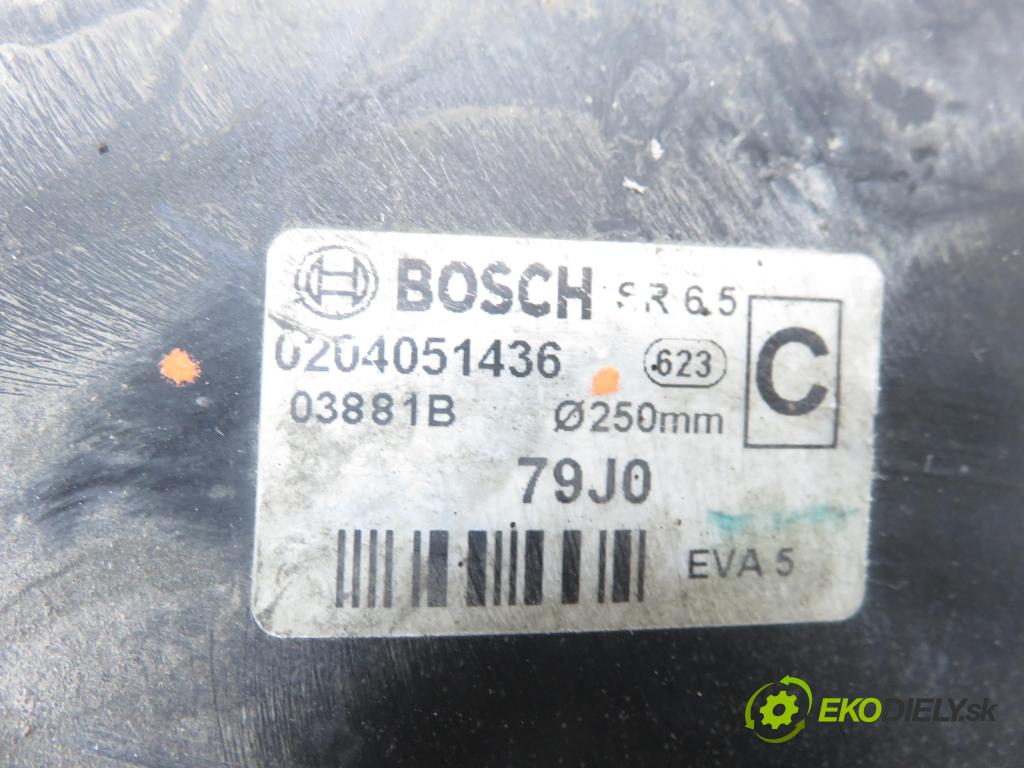 BOSCH SR 6.5
0204051436 623 C
03881B Ø250mm
79J0
EVA 5
EKODIELY.sk